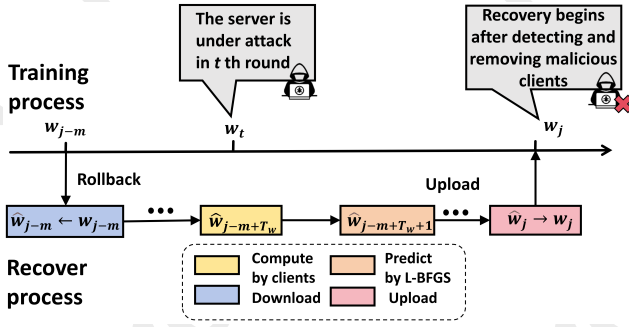 The server is
under attack
in t th round
Recovery begins
after detecting and
removing malicious
clients
Training
process
w_{j-m}
w_t
w_j
Rollback
Upload
ŵ_{j-m} ← w_{j-m}
•••
ŵ_{j-m+T_w}
ŵ_{j-m+T_w+1}
•••
ŵ_j → w_j
Recover
process
Compute
by clients
Predict
by L-BFGS
Download
Upload